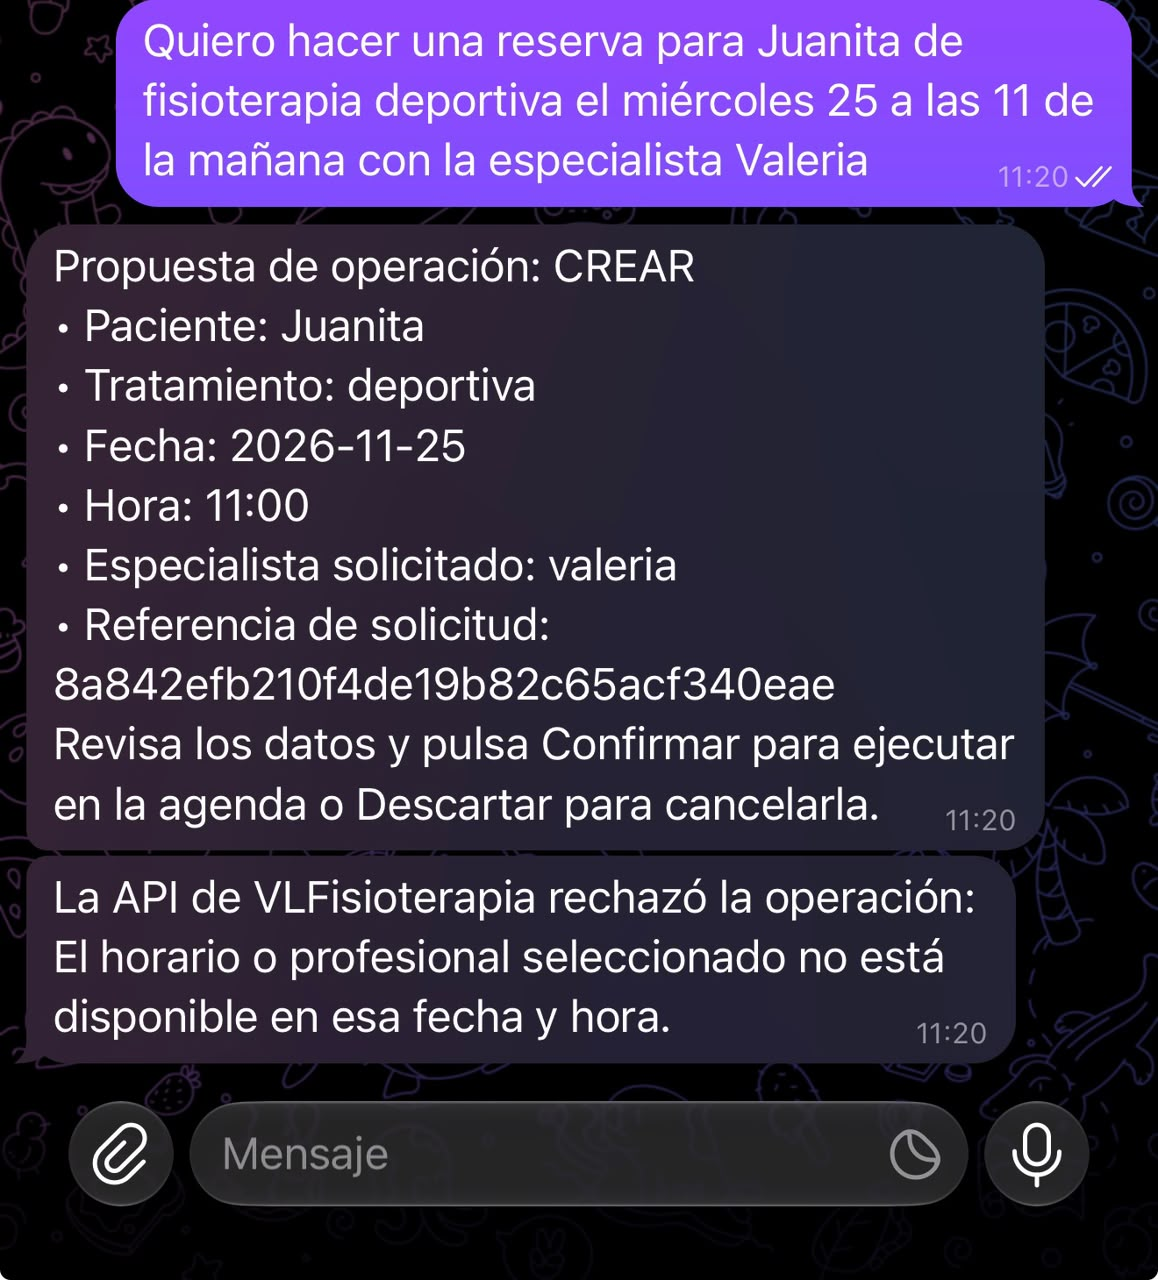 Quiero hacer una reserva para Juanita de
fisioterapia deportiva el miércoles 25 a las 11 de
la mañana con la especialista Valeria
11:20
Propuesta de operación: CREAR
• Paciente: Juanita
• Tratamiento: deportiva
• Fecha: 2026-11-25
• Hora: 11:00
• Especialista solicitado: valeria
• Referencia de solicitud:
8a842efb210f4de19b82c65acf340eae
Revisa los datos y pulsa Confirmar para ejecutar
en la agenda o Descartar para cancelarla.
11:20
La API de VLFisioterapia rechazó la operación:
El horario o profesional seleccionado no está
disponible en esa fecha y hora.
11:20
Mensaje